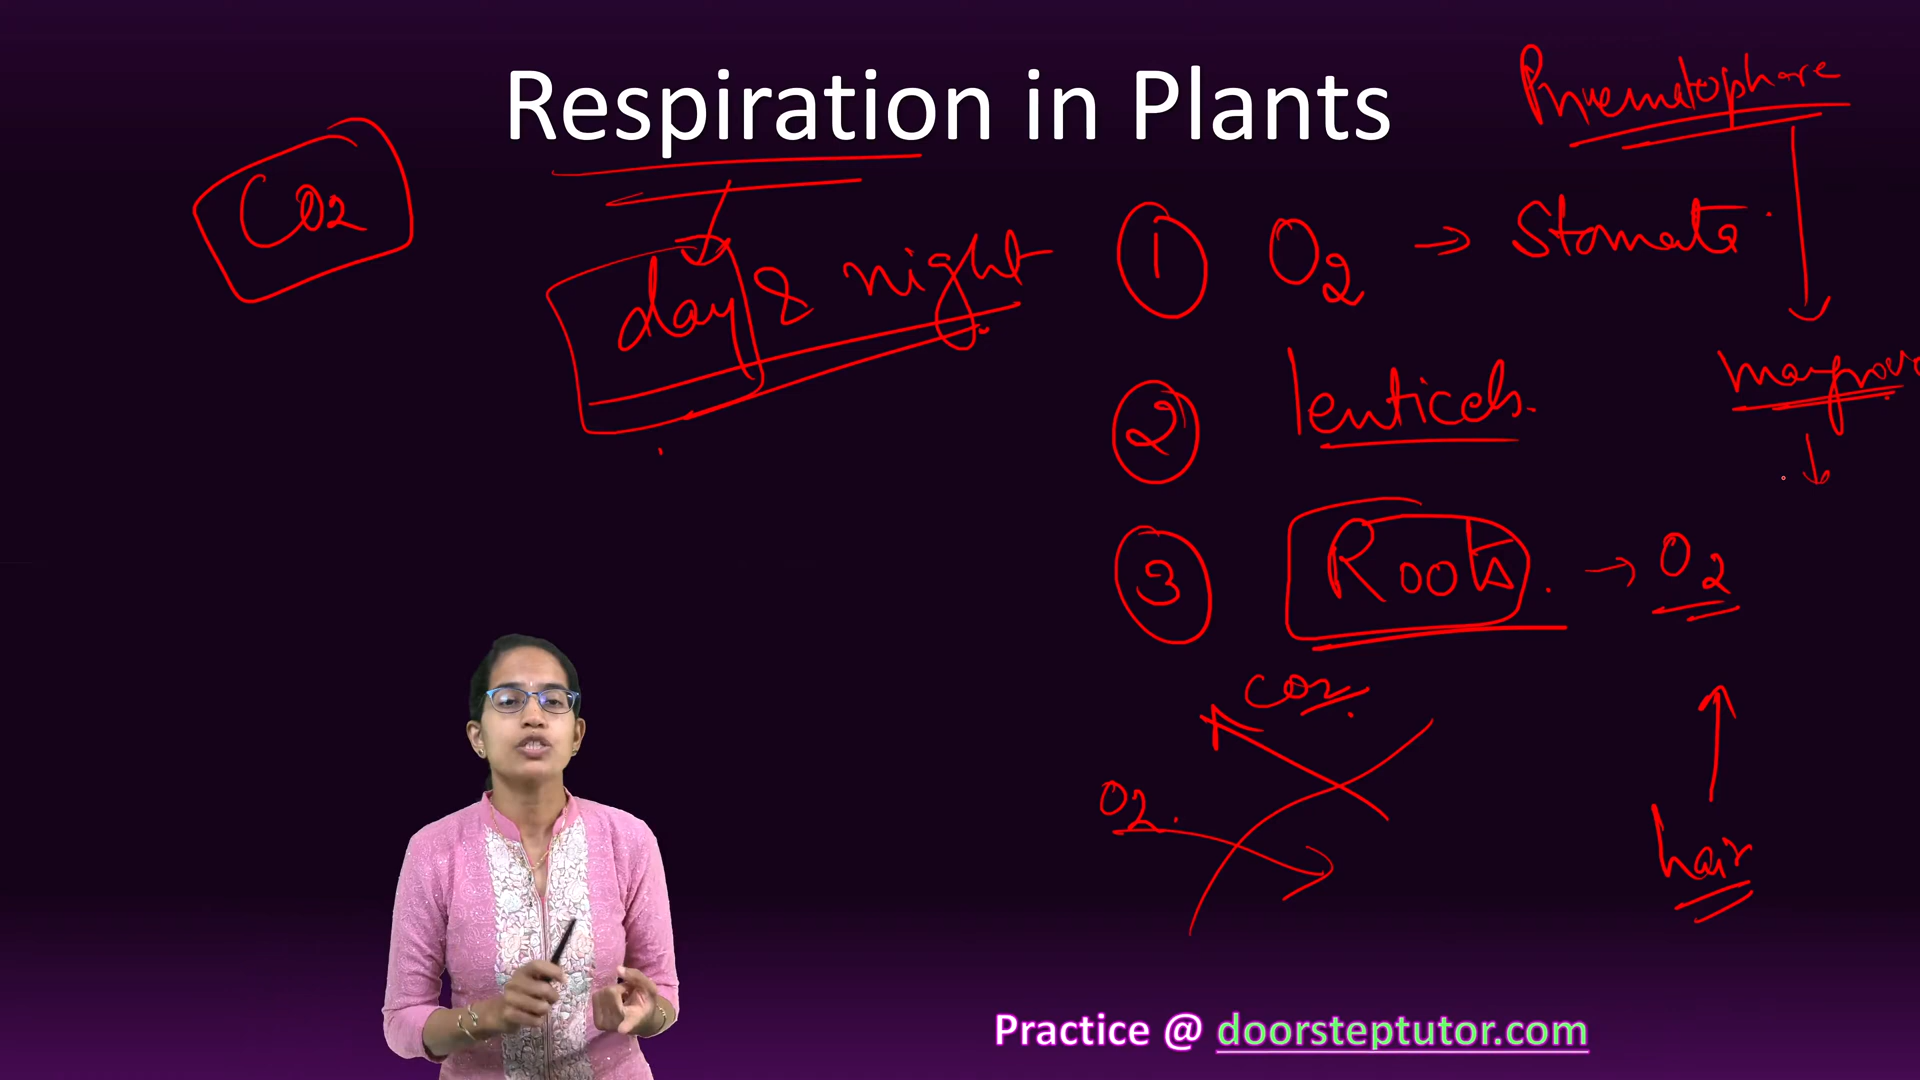 Respiration in Plants
Pneumatophore
CO2
day & night
1 O2 → Stomata
mangrove
2 lenticels.
3 Roots. → O2
CO2.
O2.
hair
Practice @ doorsteptutor.com